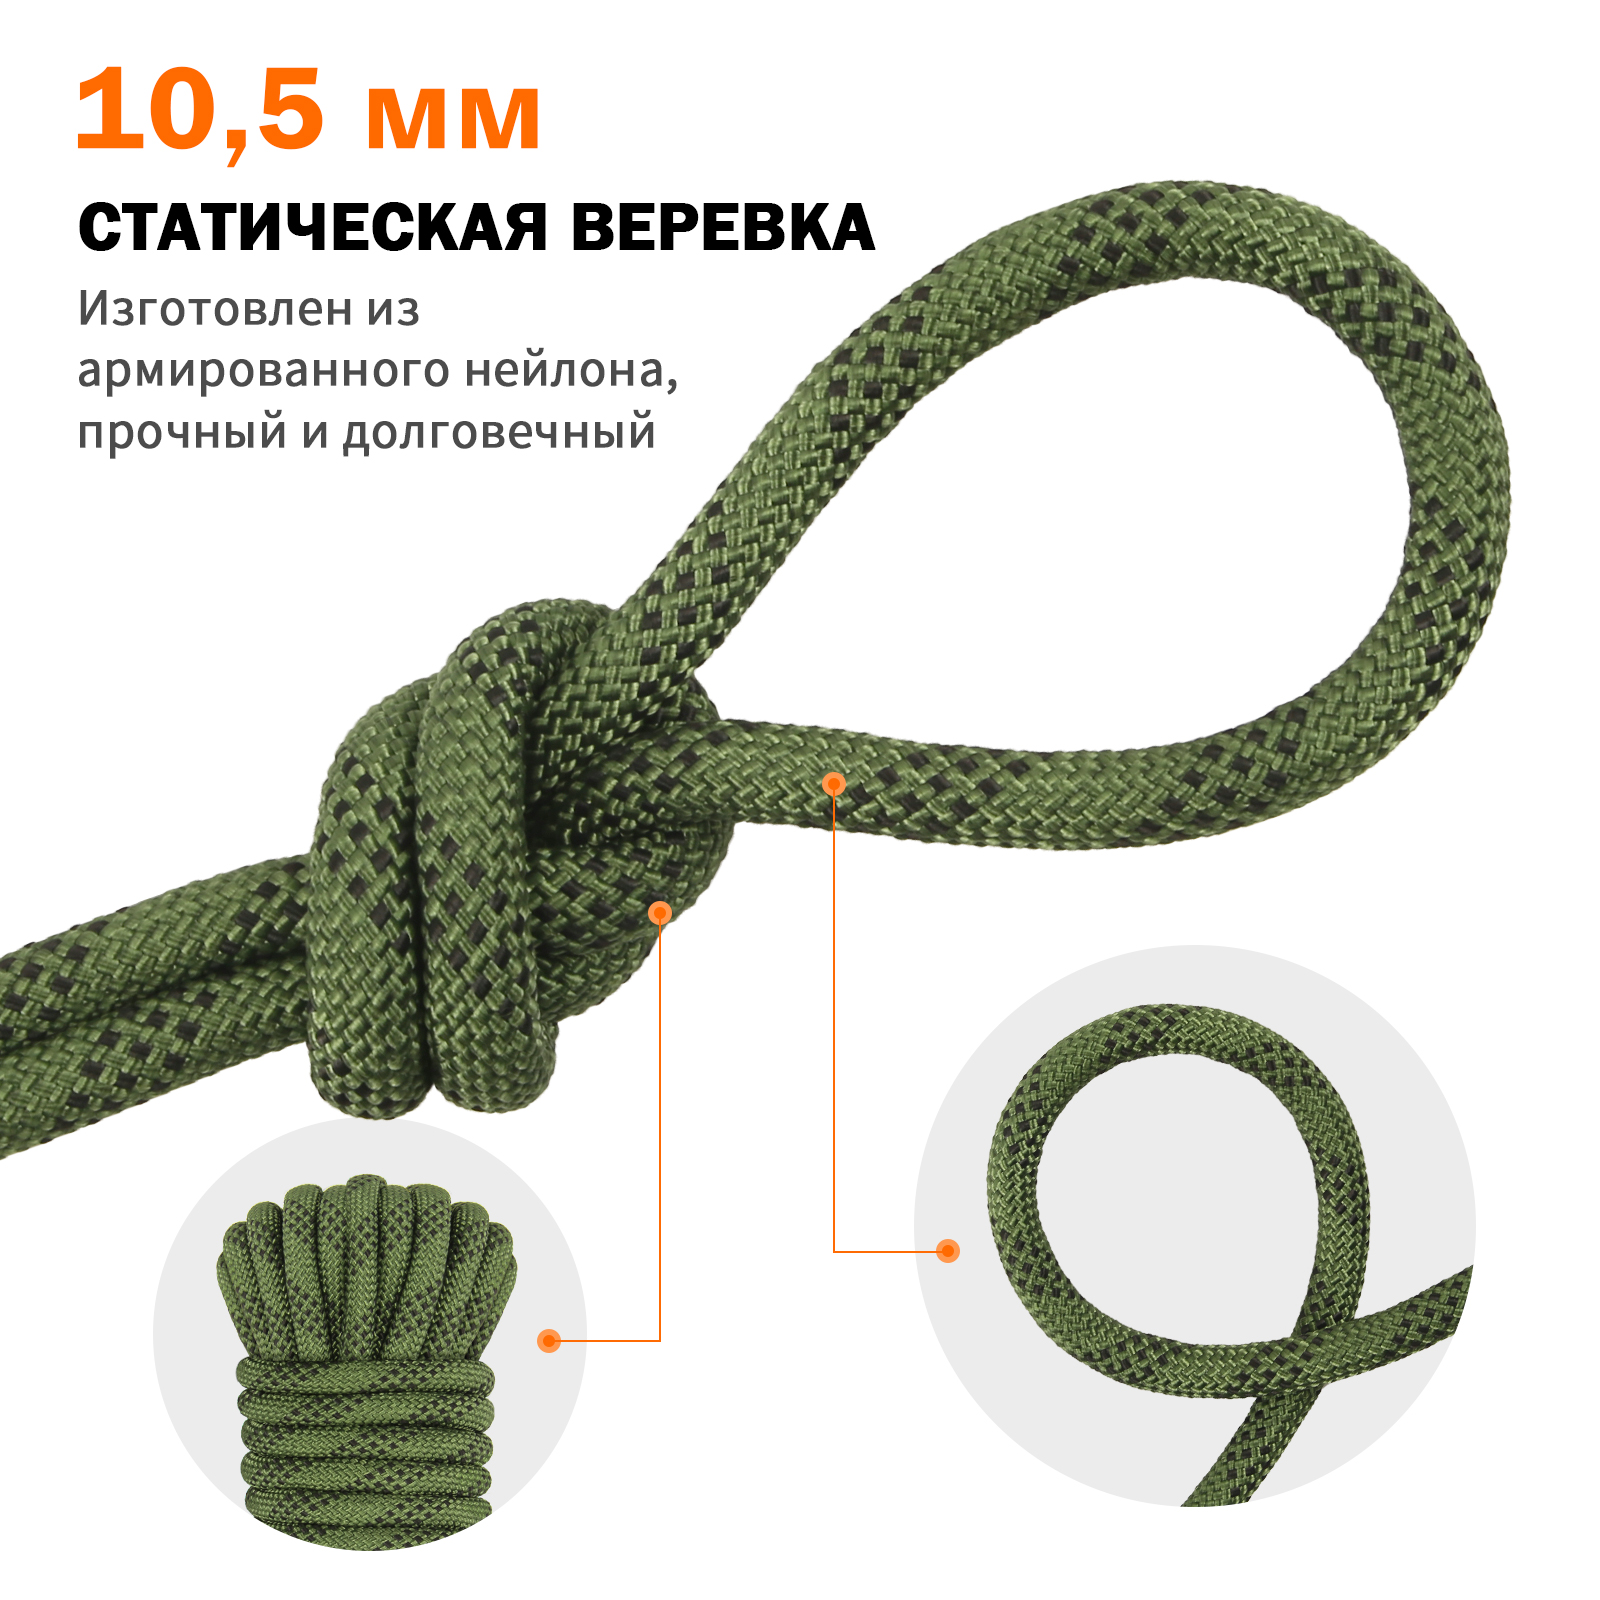 10,5 мм
СТАТИЧЕСКАЯ ВЕРЕВКА
Изготовлен из
армированного нейлона,
прочный и долговечный